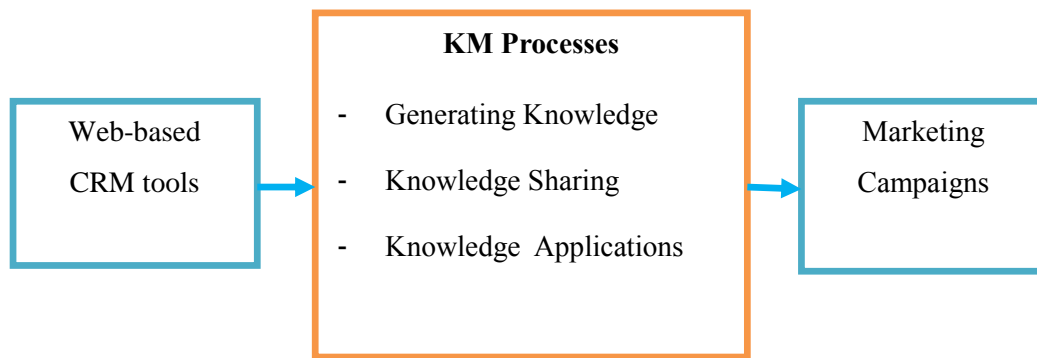 Web-based
CRM tools
KM Processes
- Generating Knowledge
- Knowledge Sharing
- Knowledge Applications
Marketing
Campaigns